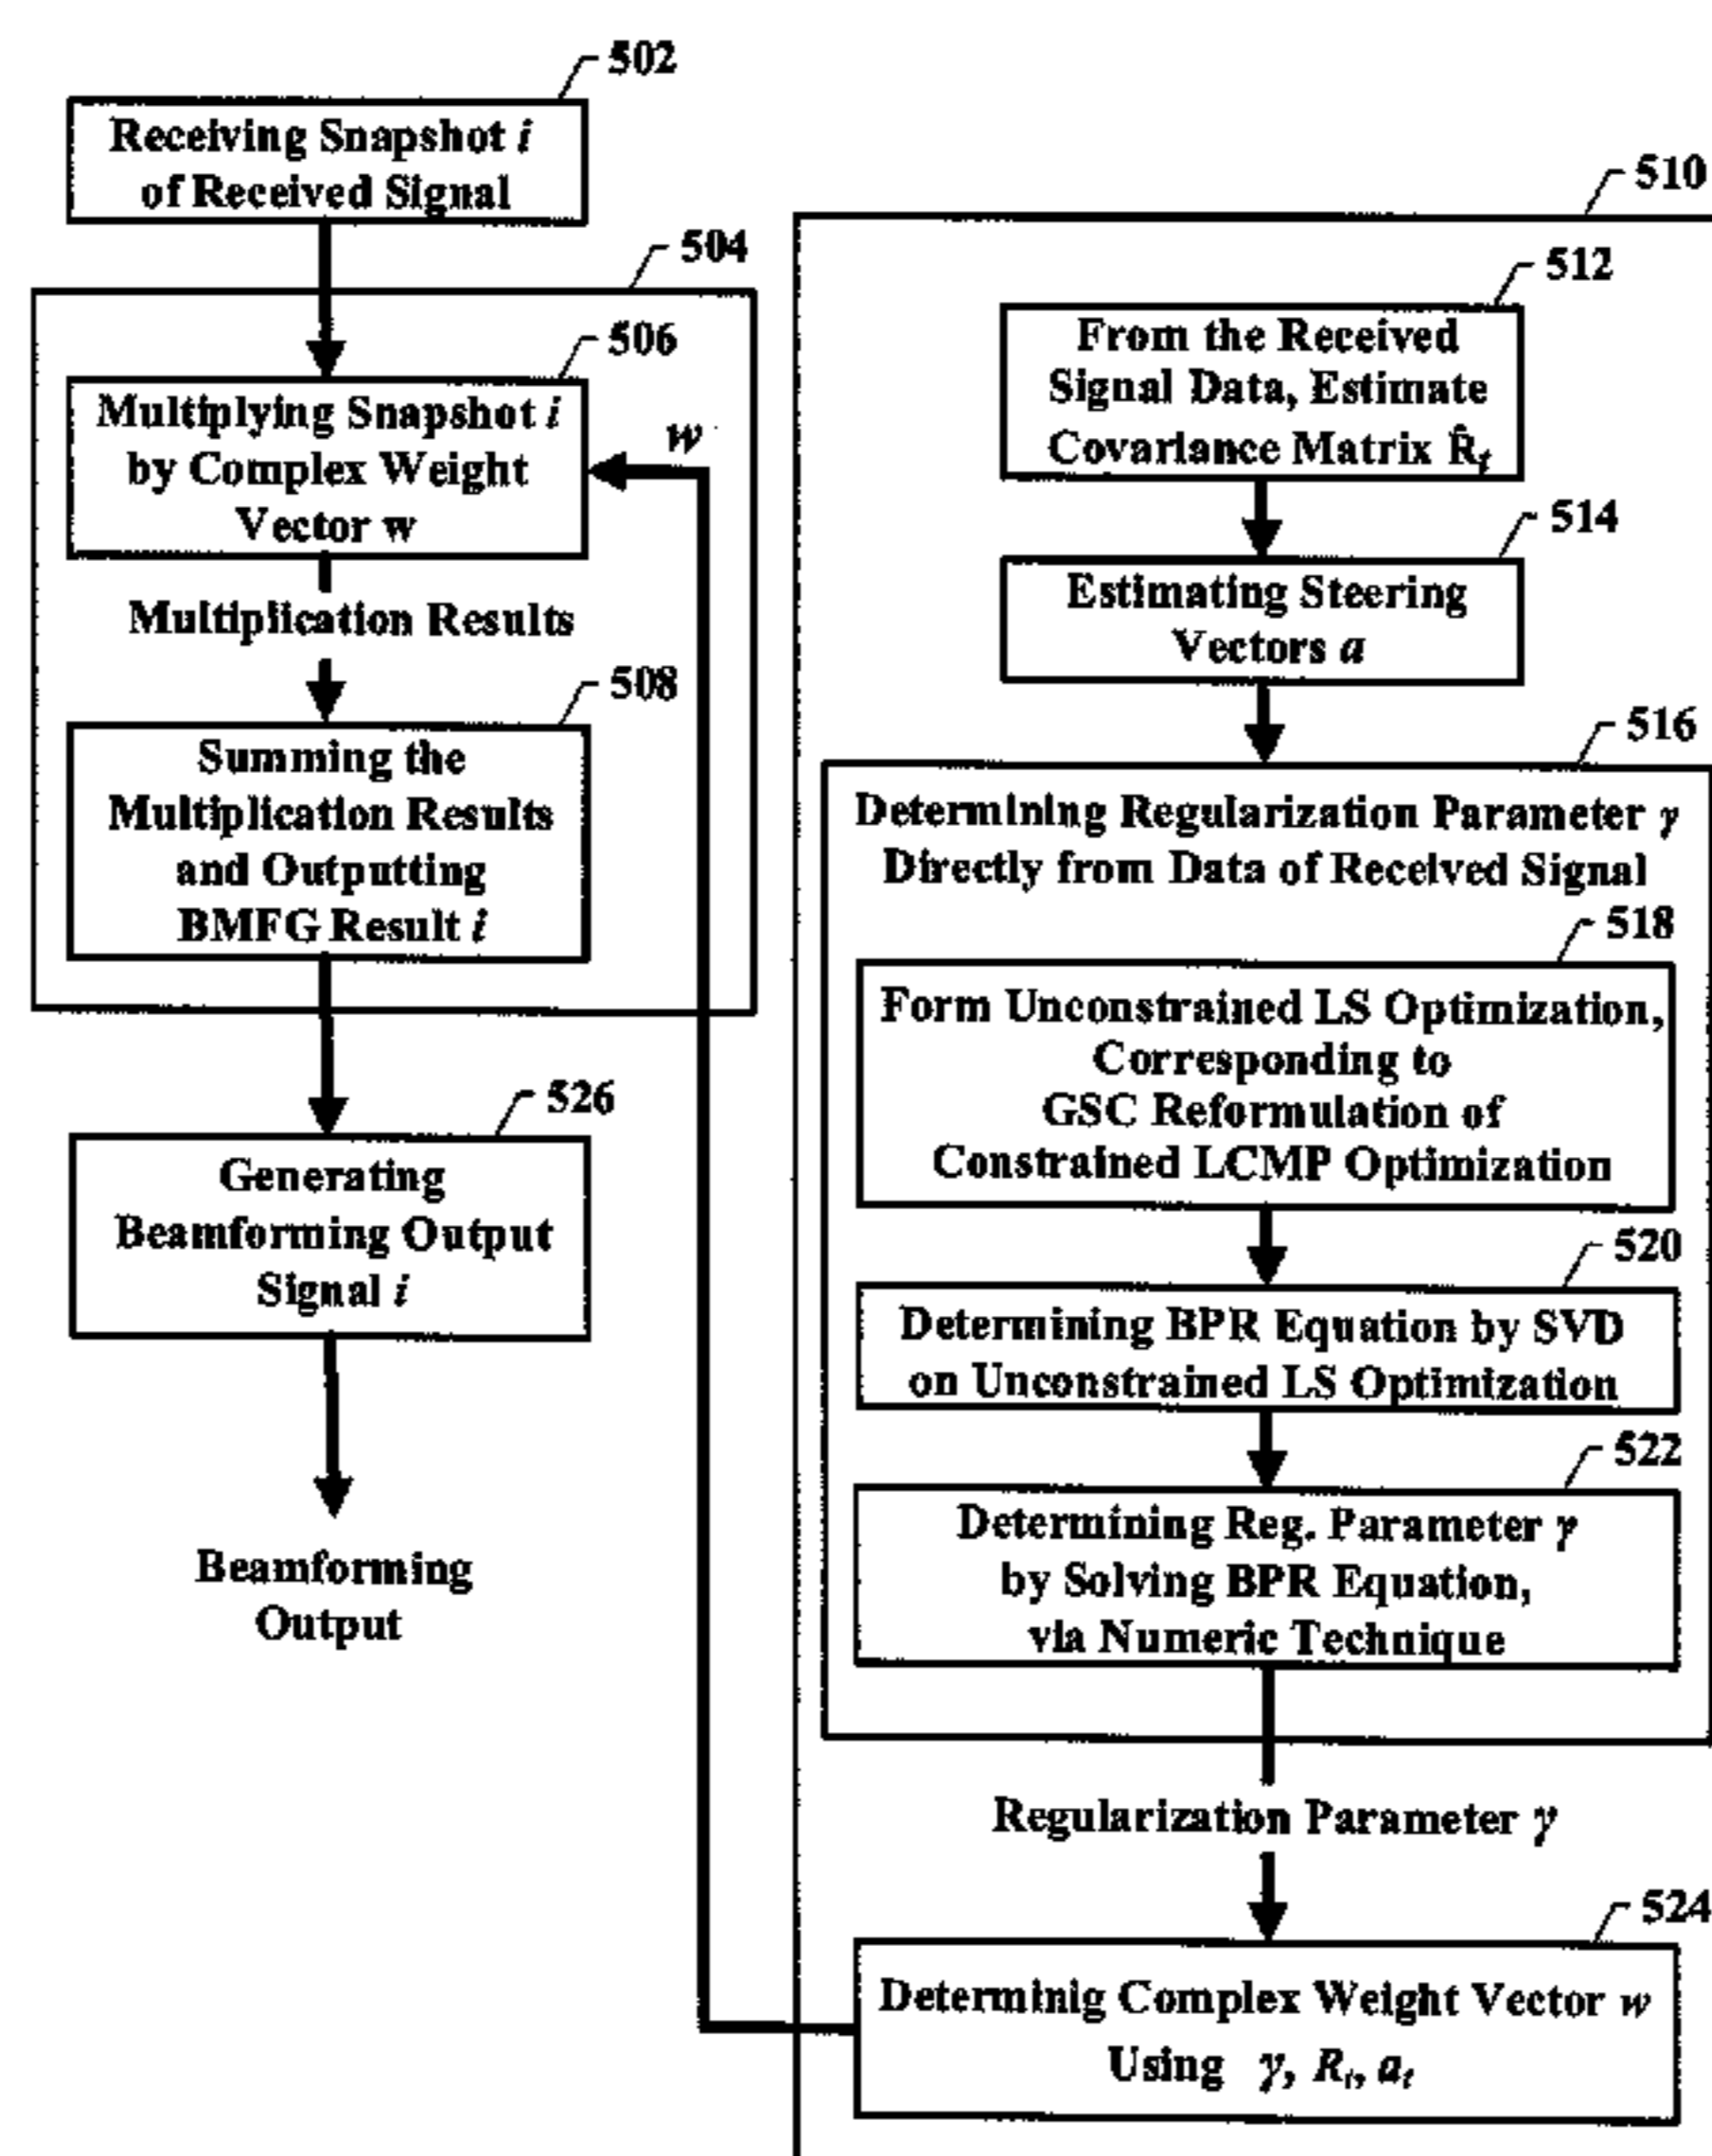 502
Receiving Snapshot i
of Received Signal
504
506
Multiplying Snapshot i
by Complex Weight
Vector w
w
Multiplication Results
508
Summing the
Multiplication Results
and Outputting
BMFG Result i
526
Generating
Beamforming Output
Signal i
Beamforming
Output
510
512
From the Received
Signal Data, Estimate
Covariance Matrix R̂t
514
Estimating Steering
Vectors a
516
Determining Regularization Parameter γ
Directly from Data of Received Signal
518
Form Unconstrained LS Optimization,
Corresponding to
GSC Reformulation of
Constrained LCMP Optimization
520
Determining BPR Equation by SVD
on Unconstrained LS Optimization
522
Determining Reg. Parameter γ
by Solving BPR Equation,
via Numeric Technique
Regularization Parameter γ
524
Determinig Complex Weight Vector w
Using γ, Rt, at